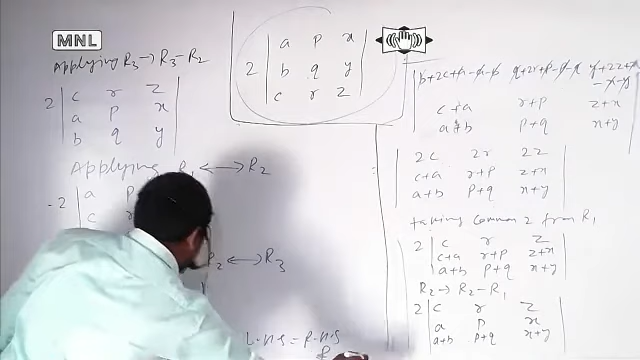 MNL
Applying R3 → R3 - R2
2 | c r z |
| a p x |
| b q y |
Applying R1 ↔ R2
-2 | a p
c
R2 ↔ R3
L.H.S = R.H.S
2 | a p x |
| b q y |
| c r z |
c+a r+p z+x
a+b p+q x+y
| 2c 2r 2z |
| c+a r+p z+x |
| a+b p+q x+y |
taking Common 2 from R1
2 | c r z |
| c+a r+p z+x |
| a+b p+q x+y |
R2 → R2 - R1
2 | c r z |
| a p x |
| a+b p+q x+y |